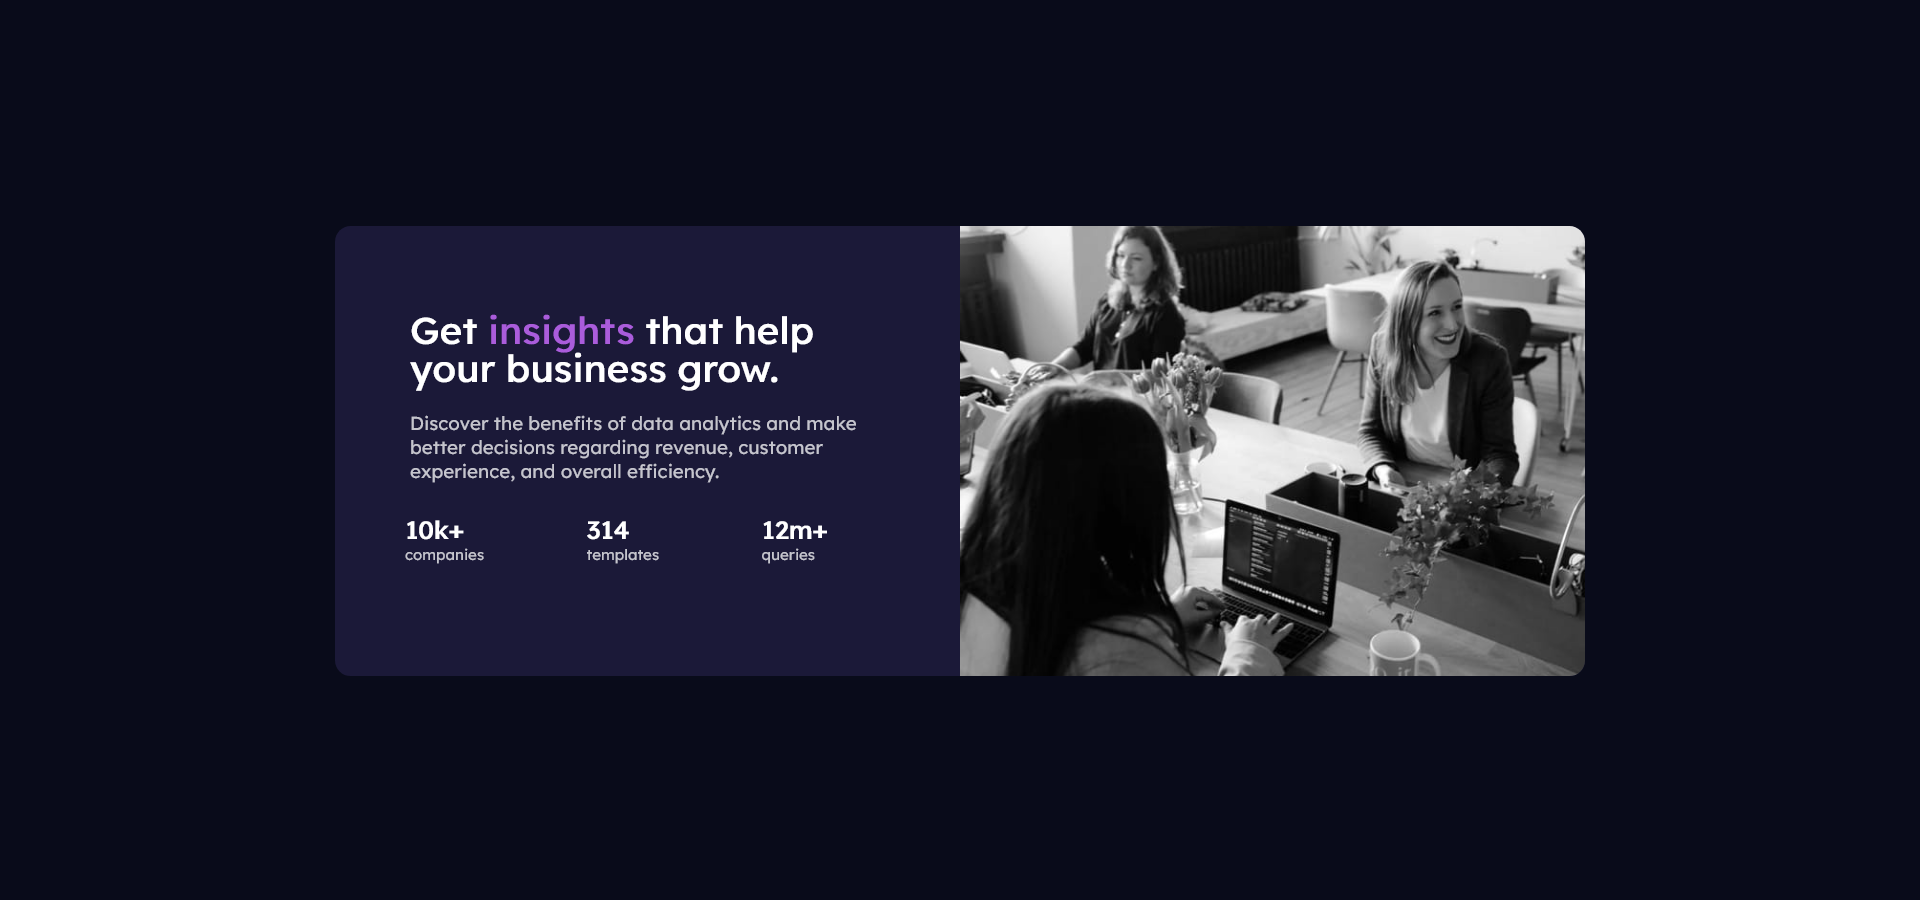 Get insights that help
your business grow.
Discover the benefits of data analytics and make
better decisions regarding revenue, customer
experience, and overall efficiency.
10k+ 314 12m+
companies templates queries